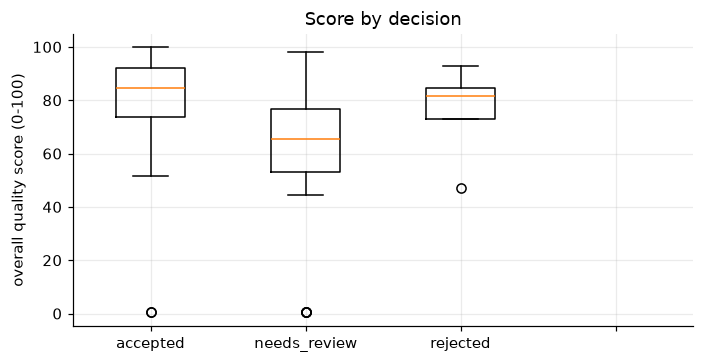 Score by decision
overall quality score (0-100)
100
80
60
40
20
0
accepted needs_review rejected